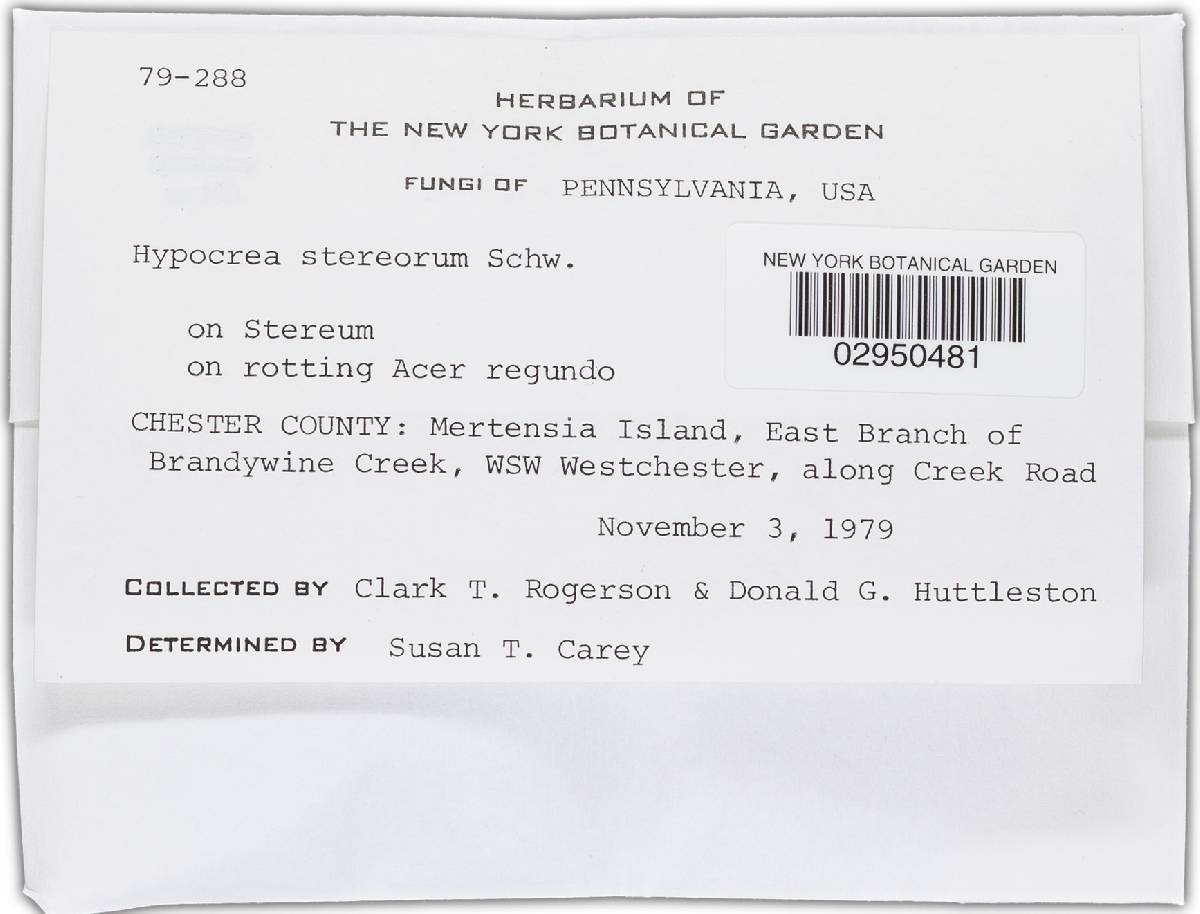 79-288
HERBARIUM OF
THE NEW YORK BOTANICAL GARDEN
FUNGI OF PENNSYLVANIA, USA
Hypocrea stereorum Schw.
NEW YORK BOTANICAL GARDEN
02950481
on Stereum
on rotting Acer regundo
CHESTER COUNTY: Mertensia Island, East Branch of
Brandywine Creek, WSW Westchester, along Creek Road
November 3, 1979
COLLECTED BY Clark T. Rogerson & Donald G. Huttleston
DETERMINED BY Susan T. Carey